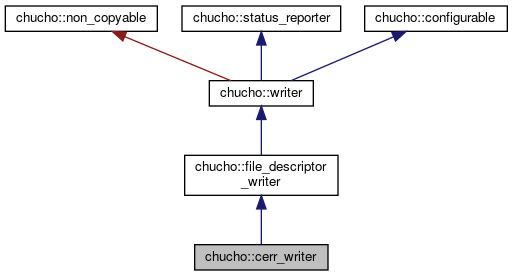 chucho::non_copyable
chucho::status_reporter
chucho::configurable
chucho::writer
chucho::file_descriptor
_writer
chucho::cerr_writer